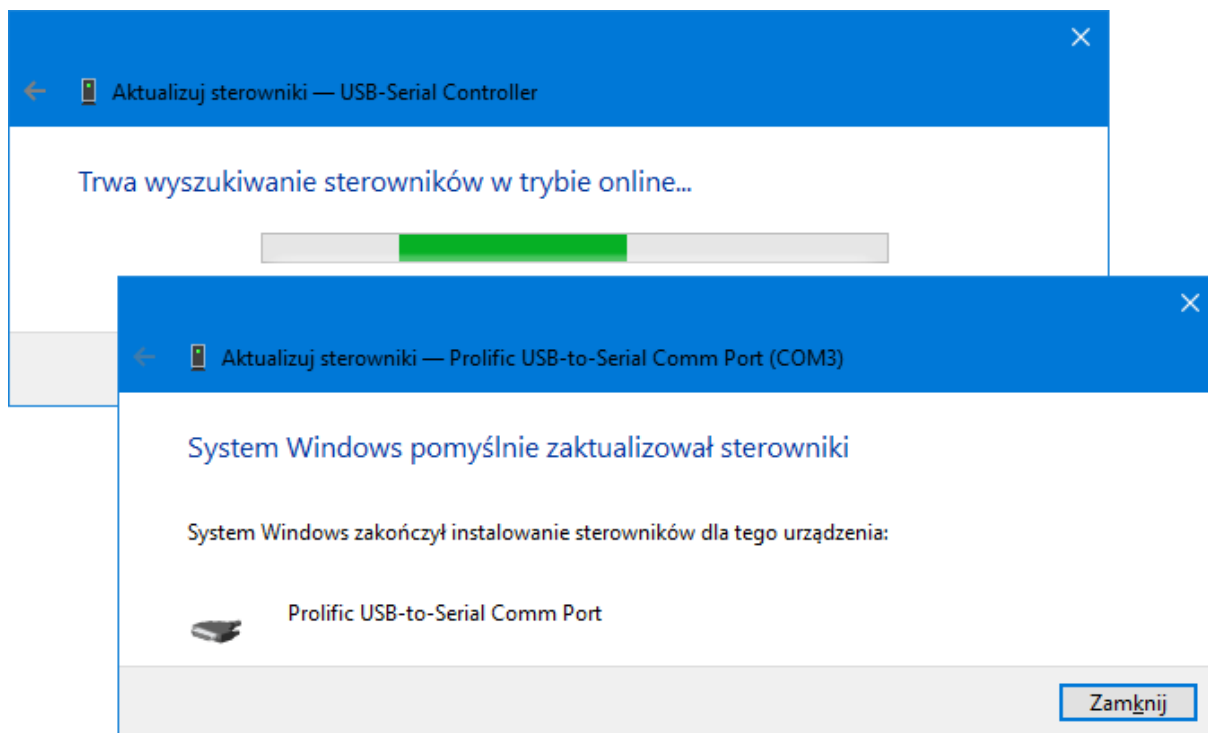 Aktualizuj sterowniki — USB-Serial Controller
Trwa wyszukiwanie sterowników w trybie online...
Aktualizuj sterowniki — Prolific USB-to-Serial Comm Port (COM3)
System Windows pomyślnie zaktualizował sterowniki
System Windows zakończył instalowanie sterowników dla tego urządzenia:
Prolific USB-to-Serial Comm Port
Zamknij